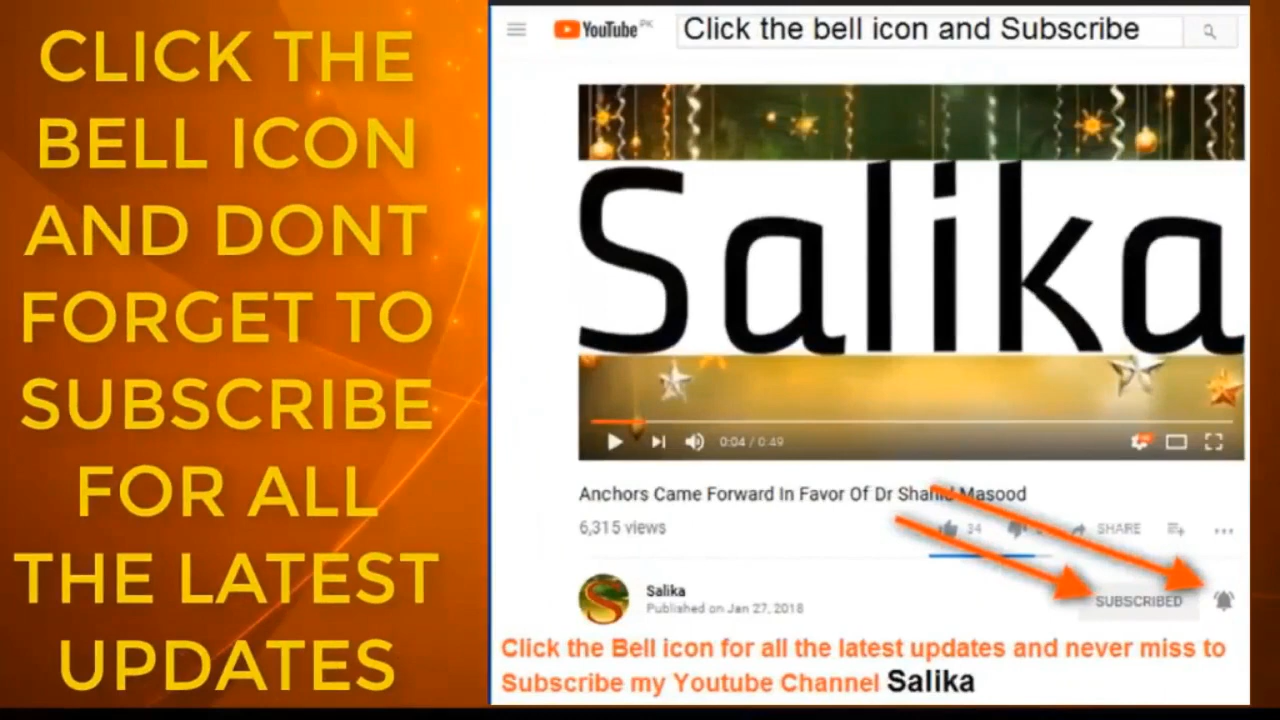 CLICK THE
BELL ICON
AND DONT
FORGET TO
SUBSCRIBE
FOR ALL
THE LATEST
UPDATES
YouTube PK
Click the bell icon and Subscribe
Salika
0:04 / 0:49
Anchors Came Forward In Favor Of Dr Shahid Masood
6,315 views
34
SHARE
Salika
Published on Jan 27, 2018
SUBSCRIBED
Click the Bell icon for all the latest updates and never miss to
Subscribe my Youtube Channel Salika